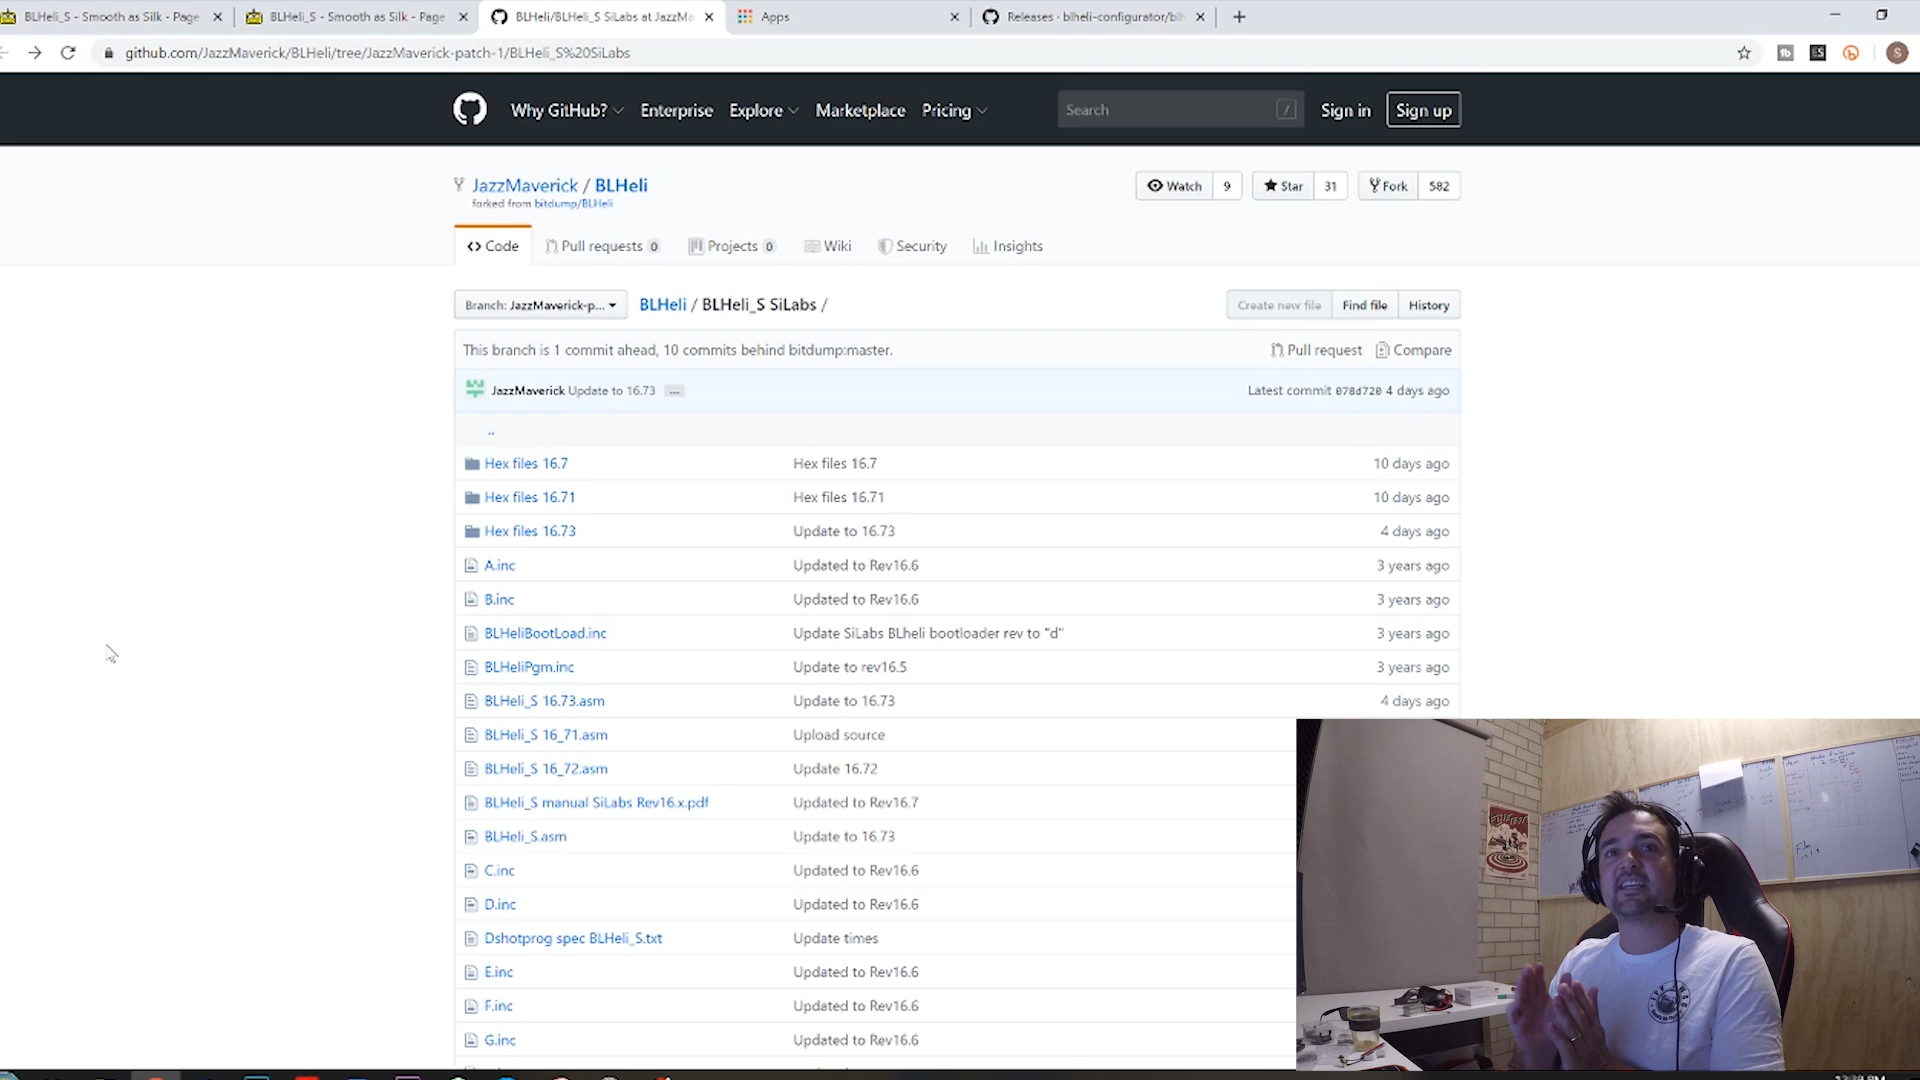 BLHeli_S - Smooth as Silk - Page
BLHeli_S - Smooth as Silk - Page
BLHeli/BLHeli_S SiLabs at JazzMa
Apps
Releases · blheli-configurator/blh
github.com/JazzMaverick/BLHeli/tree/JazzMaverick-patch-1/BLHeli_S%20SiLabs
S
Why GitHub? Enterprise Explore Marketplace Pricing Search / Sign in Sign up
JazzMaverick / BLHeli
forked from bitdump/BLHeli
Watch 9 Star 31 Fork 582
Code Pull requests 0 Projects 0 Wiki Security Insights
Branch: JazzMaverick-p... BLHeli / BLHeli_S SiLabs / Create new file Find file History
This branch is 1 commit ahead, 10 commits behind bitdump:master. Pull request Compare
JazzMaverick Update to 16.73 ... Latest commit 078d720 4 days ago
..
Hex files 16.7 Hex files 16.7 10 days ago
Hex files 16.71 Hex files 16.71 10 days ago
Hex files 16.73 Update to 16.73 4 days ago
A.inc Updated to Rev16.6 3 years ago
B.inc Updated to Rev16.6 3 years ago
BLHeliBootLoad.inc Update SiLabs BLheli bootloader rev to "d" 3 years ago
BLHeliPgm.inc Update to rev16.5 3 years ago
BLHeli_S 16.73.asm Update to 16.73 4 days ago
BLHeli_S 16_71.asm Upload source
BLHeli_S 16_72.asm Update 16.72
BLHeli_S manual SiLabs Rev16.x.pdf Updated to Rev16.7
BLHeli_S.asm Update to 16.73
C.inc Updated to Rev16.6
D.inc Updated to Rev16.6
Dshotprog spec BLHeli_S.txt Update times
E.inc Updated to Rev16.6
F.inc Updated to Rev16.6
G.inc Updated to Rev16.6